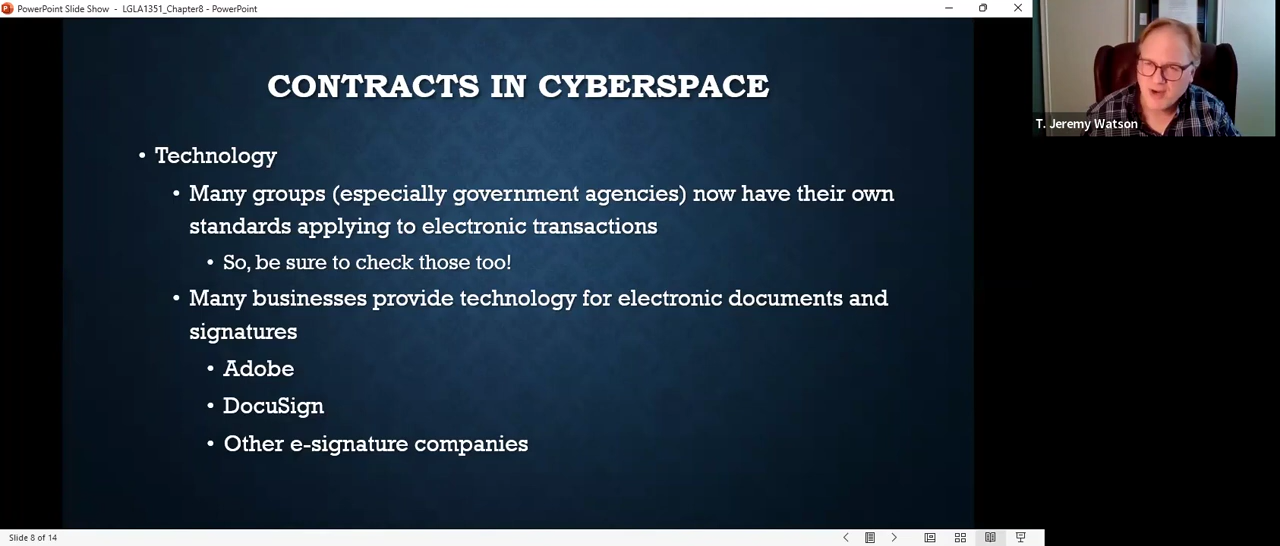 PowerPoint Slide Show - LGLA1351_Chapter8 - PowerPoint
CONTRACTS IN CYBERSPACE
• Technology
• Many groups (especially government agencies) now have their own
standards applying to electronic transactions
• So, be sure to check those too!
• Many businesses provide technology for electronic documents and
signatures
• Adobe
• DocuSign
• Other e-signature companies
T. Jeremy Watson
Slide 8 of 14